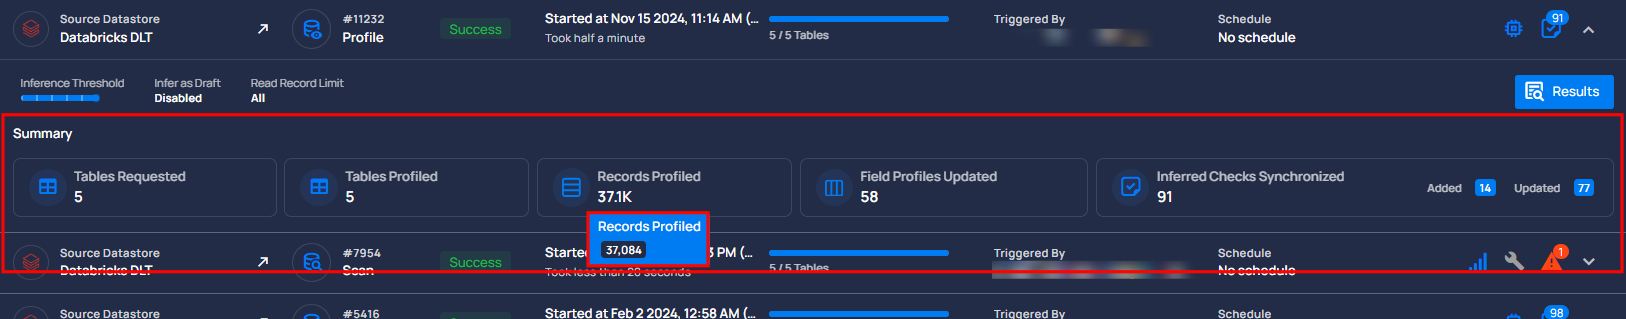 Source Datastore
Databricks DLT
#11232
Profile
Success
Started at Nov 15 2024, 11:14 AM (...
Took half a minute
5 / 5 Tables
Triggered By
Schedule
No schedule
91
Inference Threshold
Infer as Draft
Disabled
Read Record Limit
All
Results
Summary
Tables Requested
5
Tables Profiled
5
Records Profiled
37.1K
Field Profiles Updated
58
Inferred Checks Synchronized
91
Added 14 Updated 77
Records Profiled
37,084
Source Datastore
Databricks DLT
#7954
Scan
Success
Started
PM (...
Took less than 20 seconds
5 / 5 Tables
Triggered By
Schedule
No schedule
1
Source Datastore
#5416
Started at Feb 2 2024, 12:58 AM (...
Triggered By
Schedule
98